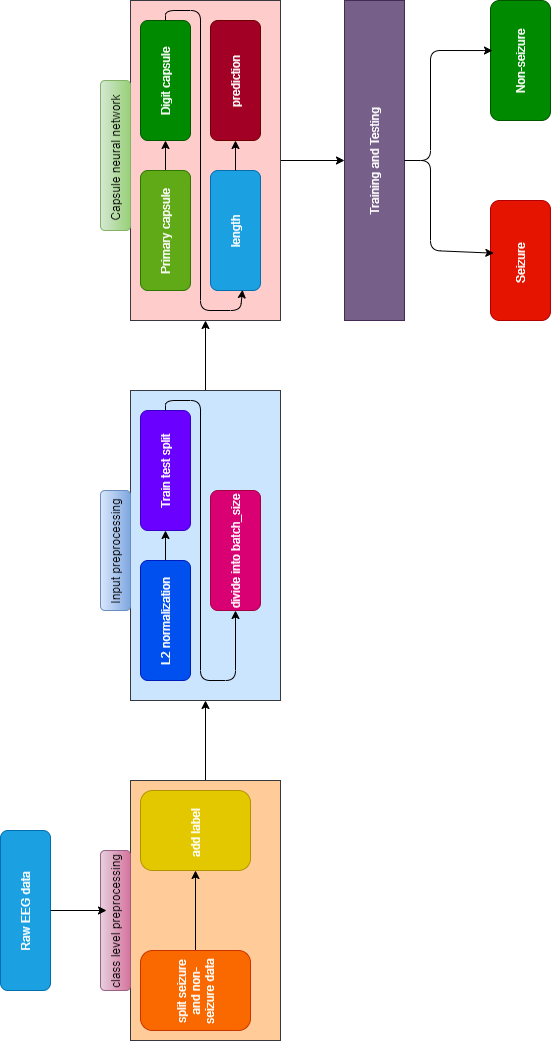 Raw EEG data
class level preprocessing
split seizure
and non-
seizure data
add label
Input preprocessing
L2 normalization
Train test split
divide into batch_size
Capsule neural network
Primary capsule
Digit capsule
length
prediction
Training and Testing
Non-seizure
Seizure